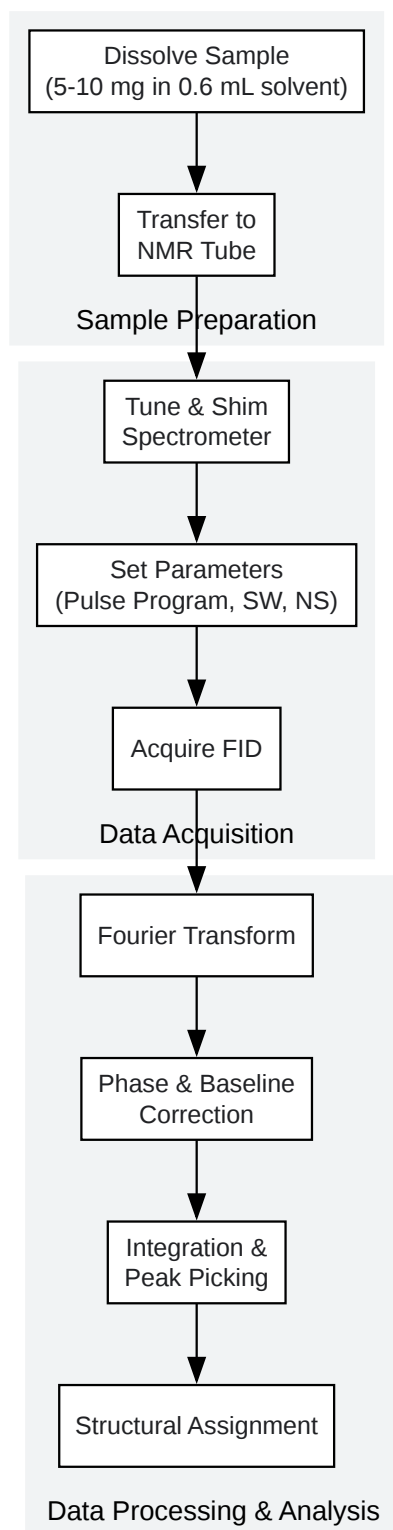 Dissolve Sample
(5-10 mg in 0.6 mL solvent)
Transfer to
NMR Tube
Sample Preparation
Tune & Shim
Spectrometer
Set Parameters
(Pulse Program, SW, NS)
Acquire FID
Data Acquisition
Fourier Transform
Phase & Baseline
Correction
Integration &
Peak Picking
Structural Assignment
Data Processing & Analysis